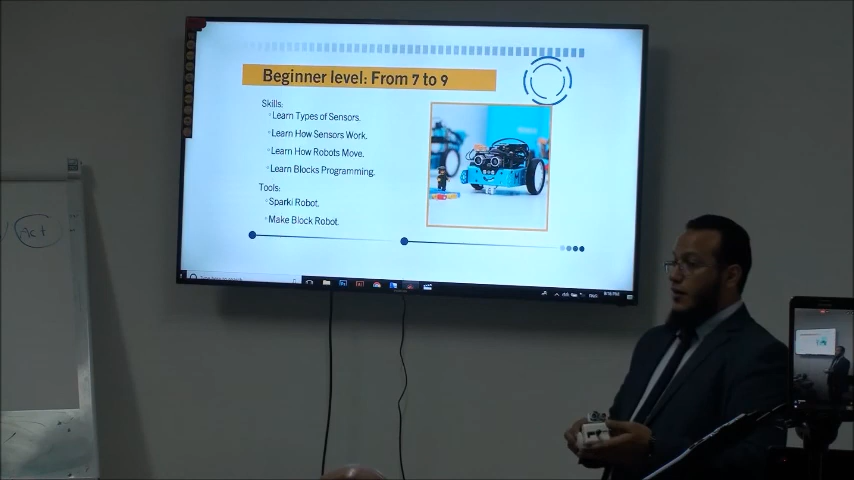 Beginner level: From 7 to 9
Skills:
Learn Types of Sensors.
Learn How Sensors Work.
Learn How Robots Move.
Learn Blocks Programming.
Tools:
Sparki Robot.
Make Block Robot.
Act